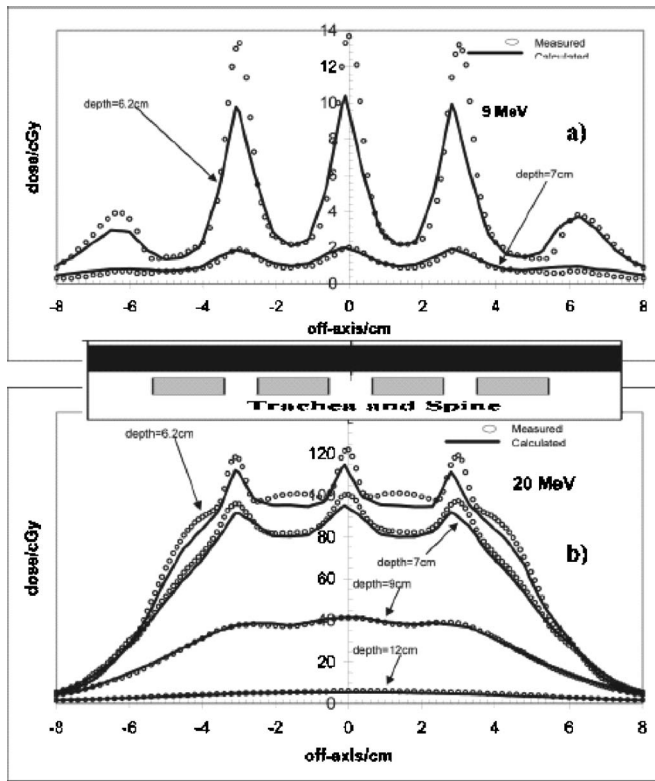 14
Measured
Calculated
12
depth=6.2cm
10
9 MeV
a)
8
depth=7cm
dose/cGy
6
4
2
0
-8 -6 -4 -2 0 2 4 6 8
off-axis/cm
Trachea and Spine
depth=6.2cm
Measured
Calculated
120
20 MeV
100
b)
80
depth=7cm
dose/cGy
60
depth=9cm
40
20
depth=12cm
0
-8 -6 -4 -2 0 2 4 6 8
off-axis/cm